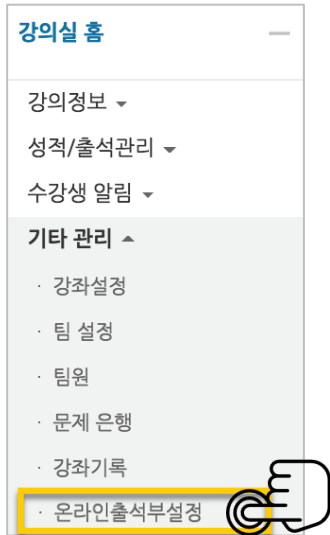 강의실 홈
강의정보
성적/출석관리
수강생 알림
기타 관리
· 강좌설정
· 팀 설정
· 팀원
· 문제 은행
· 강좌기록
· 온라인출석부설정